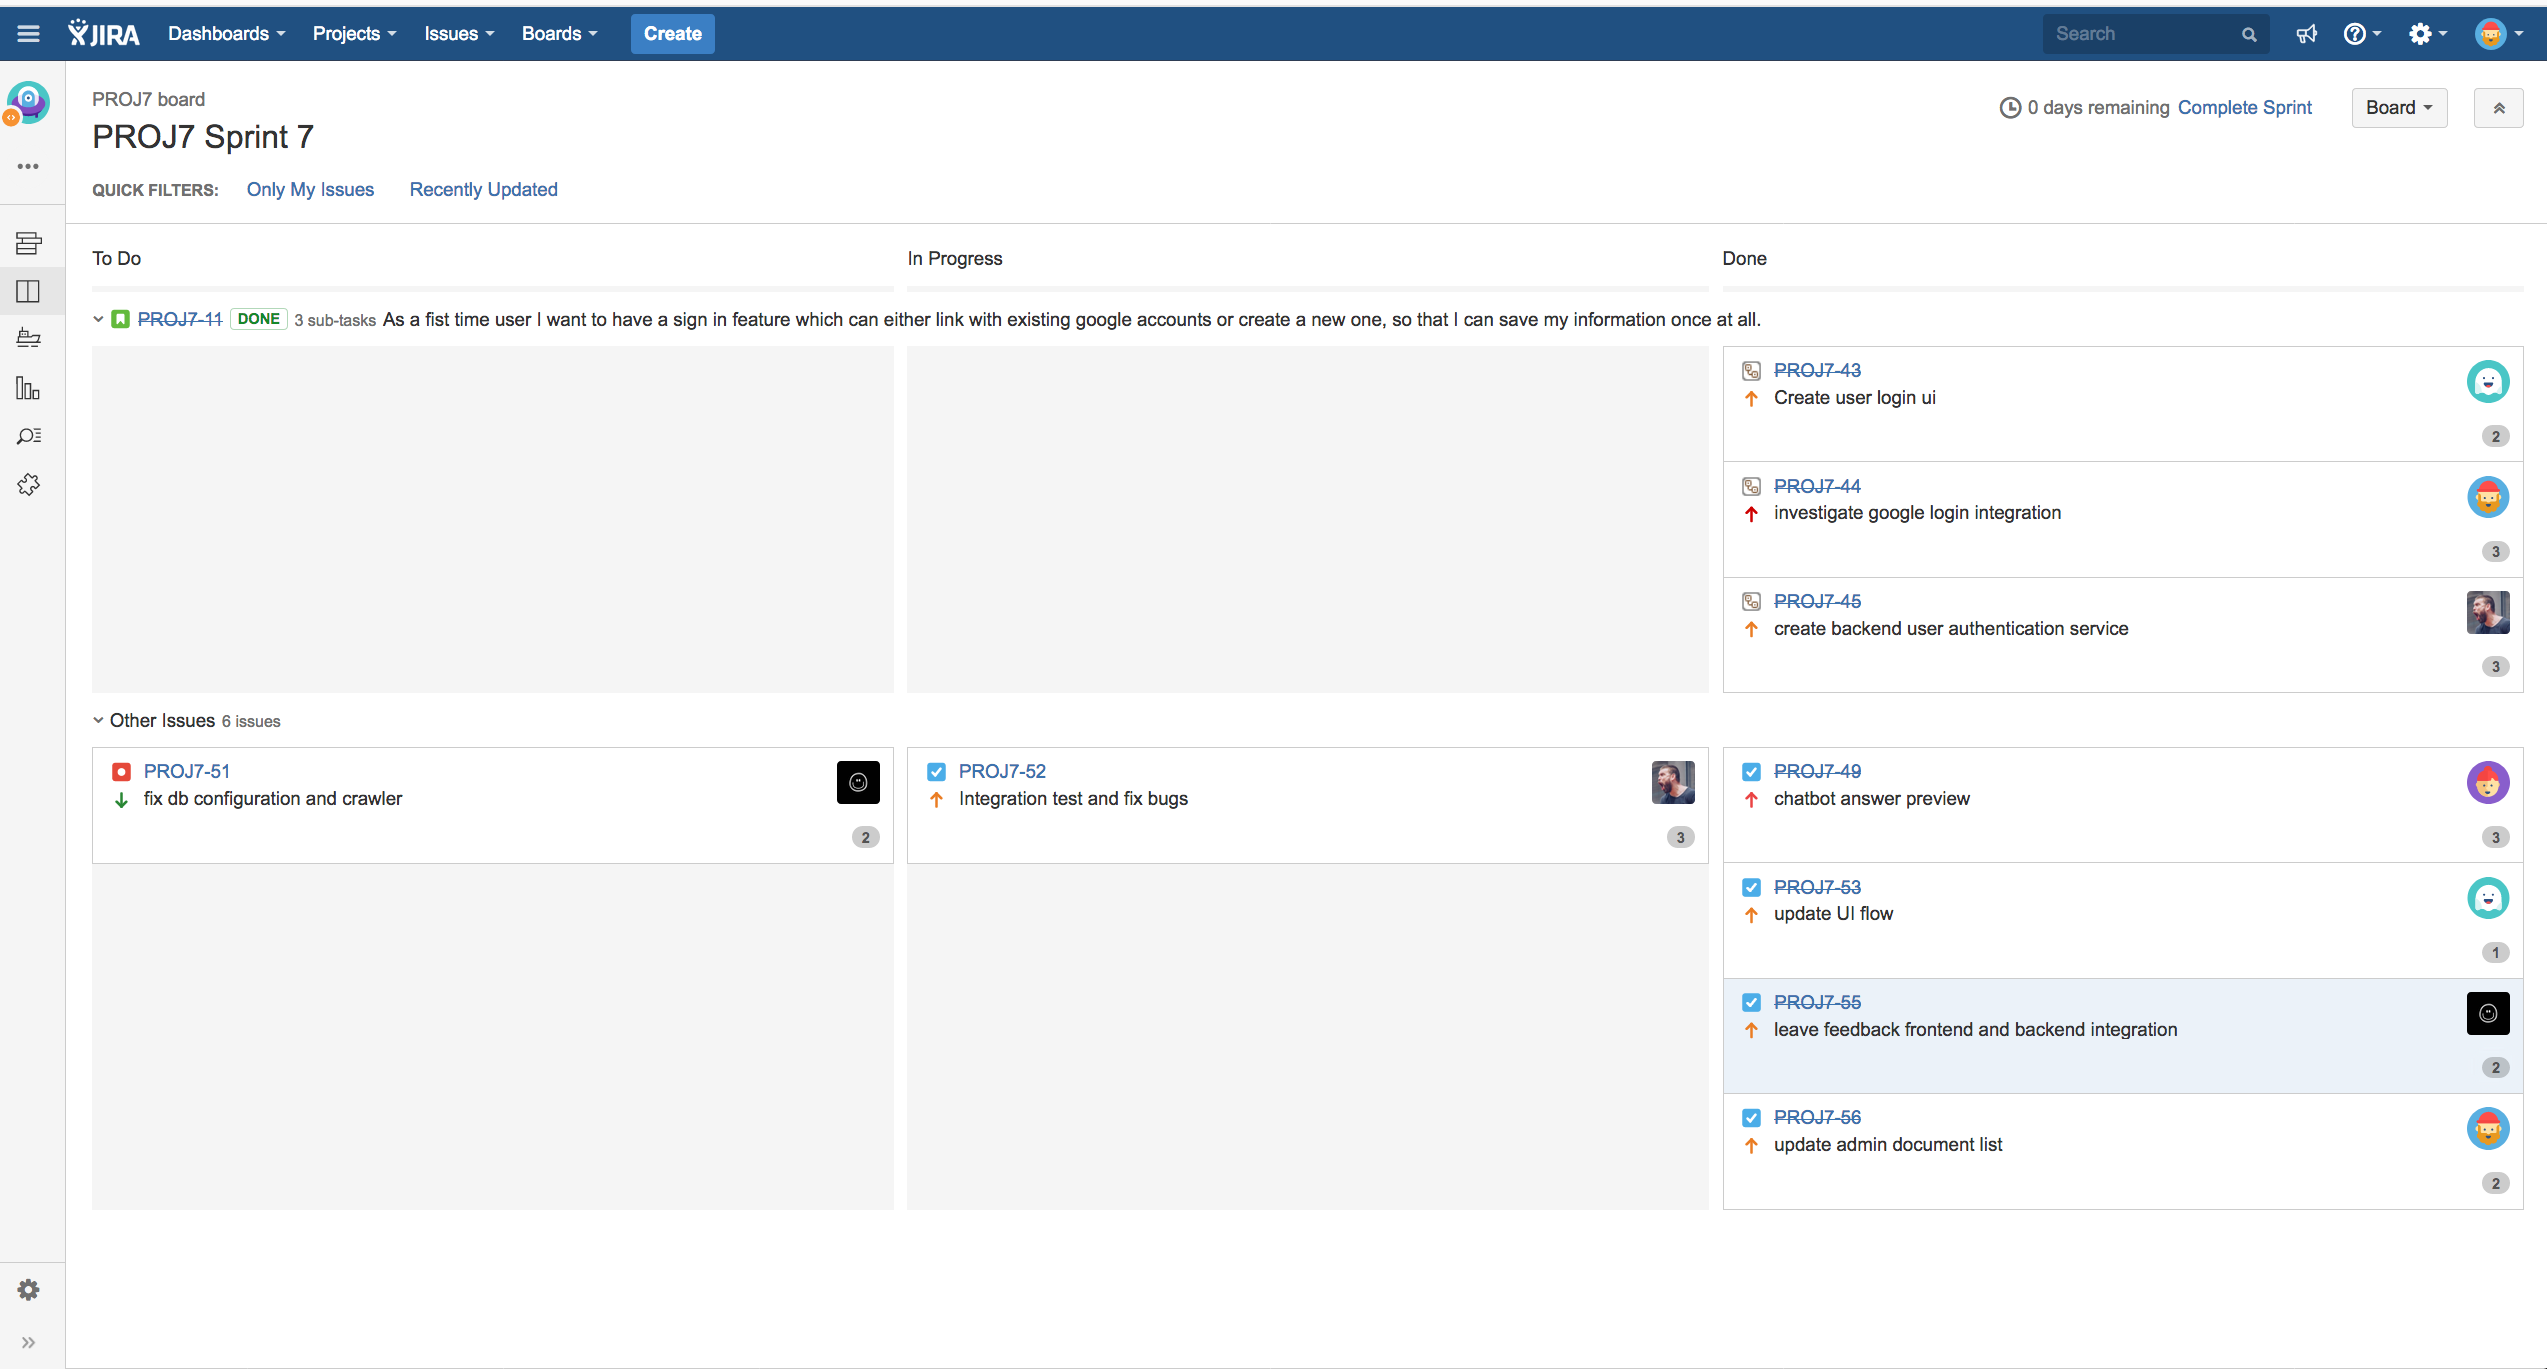 JIRA Dashboards Projects Issues Boards Create Search
PROJ7 board
0 days remaining Complete Sprint Board
PROJ7 Sprint 7
QUICK FILTERS: Only My Issues Recently Updated
To Do In Progress Done
PROJ7-11 DONE 3 sub-tasks As a fist time user I want to have a sign in feature which can either link with existing google accounts or create a new one, so that I can save my information once at all.
PROJ7-43
Create user login ui
2
PROJ7-44
investigate google login integration
3
PROJ7-45
create backend user authentication service
3
Other Issues 6 issues
PROJ7-51
fix db configuration and crawler
2
PROJ7-52
Integration test and fix bugs
3
PROJ7-49
chatbot answer preview
3
PROJ7-53
update UI flow
1
PROJ7-55
leave feedback frontend and backend integration
2
PROJ7-56
update admin document list
2